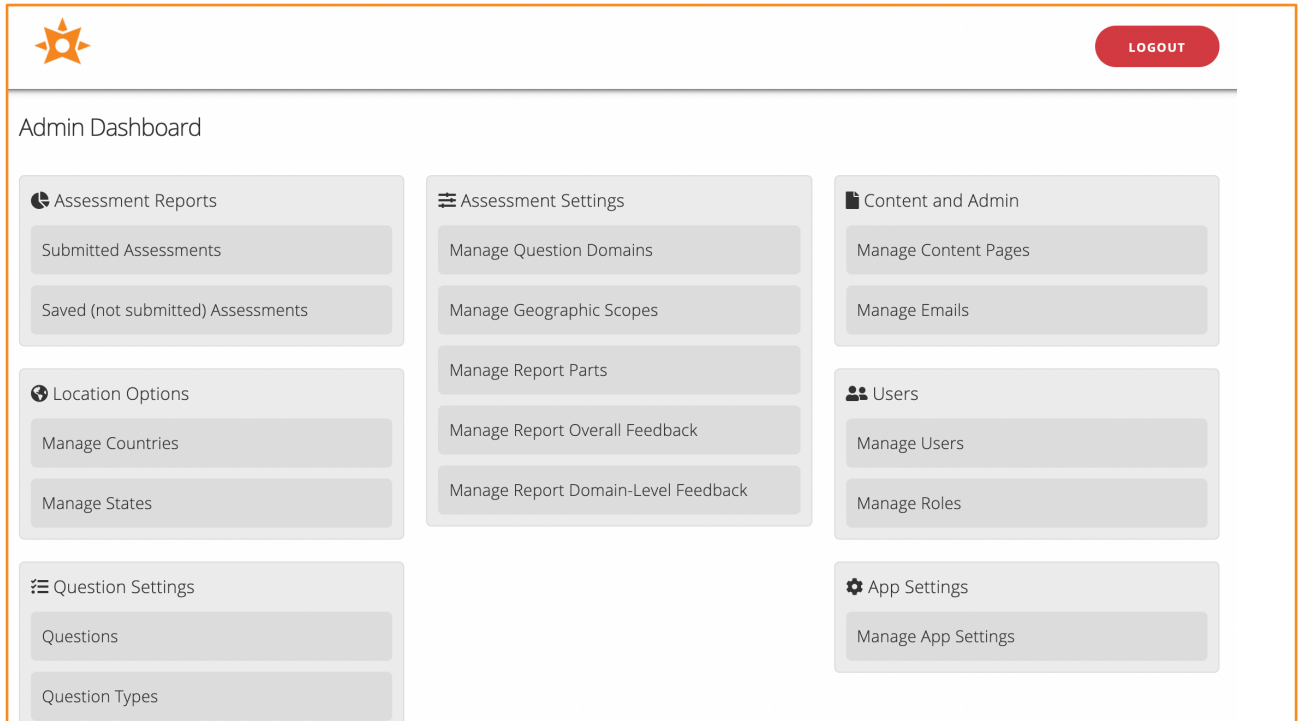 LOGOUT
Admin Dashboard
Assessment Reports
Submitted Assessments
Saved (not submitted) Assessments
Location Options
Manage Countries
Manage States
Question Settings
Questions
Question Types
Assessment Settings
Manage Question Domains
Manage Geographic Scopes
Manage Report Parts
Manage Report Overall Feedback
Manage Report Domain-Level Feedback
Content and Admin
Manage Content Pages
Manage Emails
Users
Manage Users
Manage Roles
App Settings
Manage App Settings